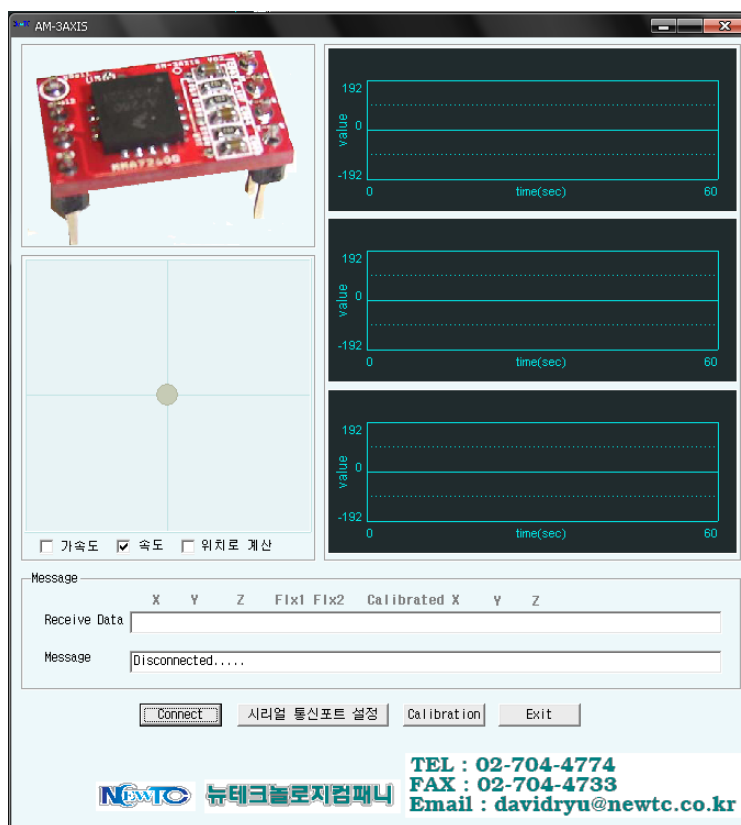 AM-3AXIS
AM-3AXIS V02
MMA7260Q
192
value
0
-192
0
time(sec)
60
192
value
0
-192
0
time(sec)
60
192
value
0
-192
0
time(sec)
60
가속도
속도
위치로 계산
Message
X Y Z Flx1 Flx2 Calibrated X Y Z
Receive Data
Message
Disconnected.....
Connect
시리얼 통신포트 설정
Calibration
Exit
NEWTC
뉴테크놀로지컴패니
TEL : 02-704-4774
FAX : 02-704-4733
Email : davidryu@newtc.co.kr